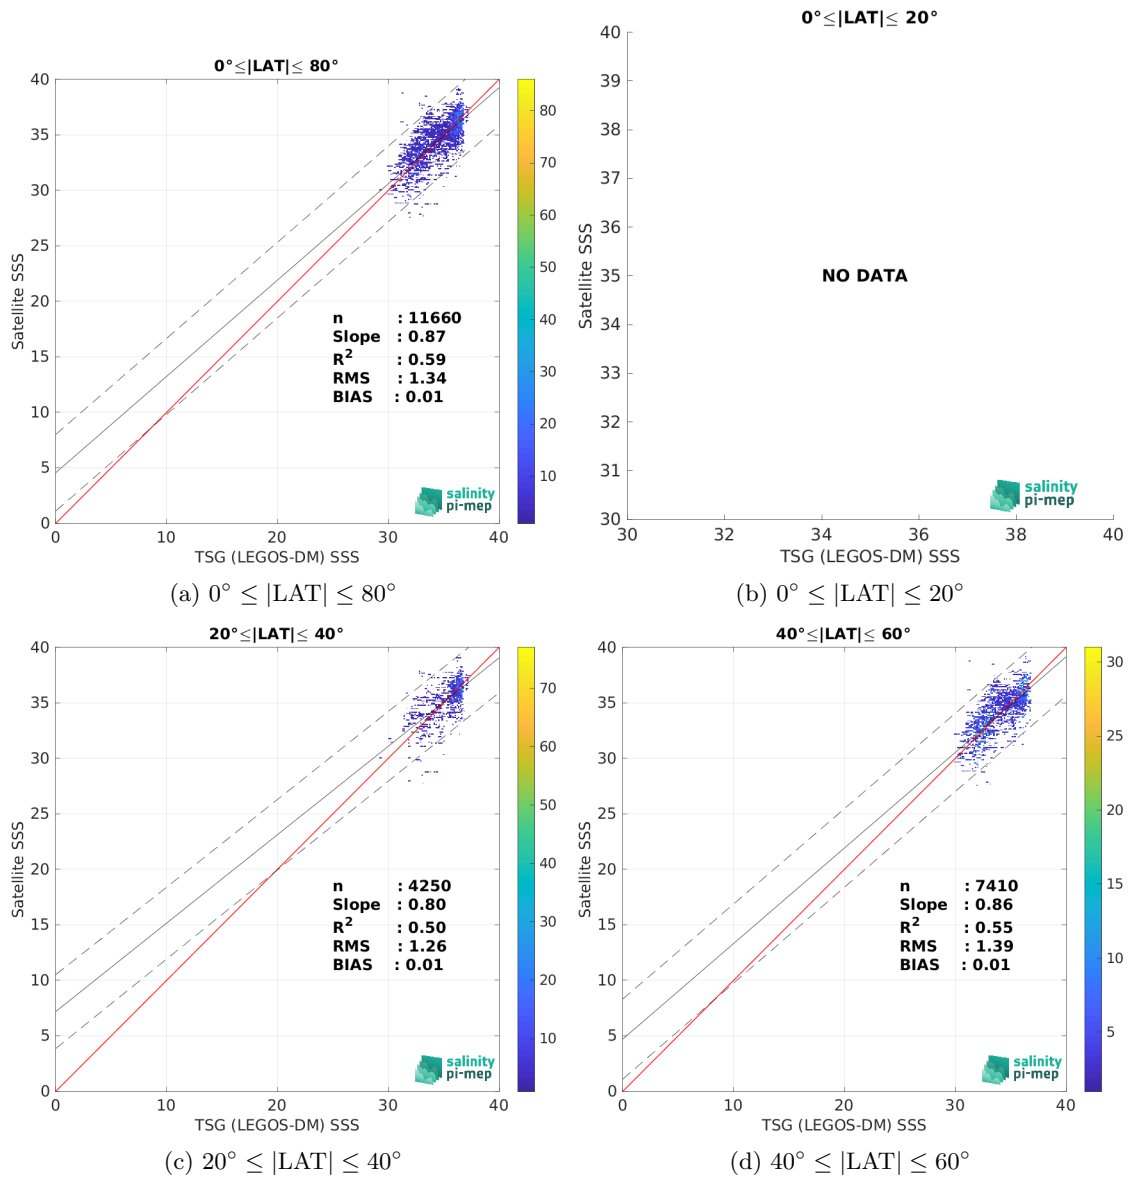 0°≤|LAT|≤ 80°
40
35
30
25
20
15
10
5
0
Satellite SSS
0
10
20
30
40
TSG (LEGOS-DM) SSS
80
70
60
50
40
30
20
10
n : 11660
Slope : 0.87
R² : 0.59
RMS : 1.34
BIAS : 0.01
salinity
pi-mep
(a) 0° ≤ |LAT| ≤ 80°
0°≤|LAT|≤ 20°
40
39
38
37
36
35
34
33
32
31
30
Satellite SSS
NO DATA
salinity
pi-mep
30
32
34
36
38
40
TSG (LEGOS-DM) SSS
(b) 0° ≤ |LAT| ≤ 20°
20°≤|LAT|≤ 40°
40
35
30
25
20
15
10
5
0
Satellite SSS
0
10
20
30
40
TSG (LEGOS-DM) SSS
70
60
50
40
30
20
10
n : 4250
Slope : 0.80
R² : 0.50
RMS : 1.26
BIAS : 0.01
salinity
pi-mep
(c) 20° ≤ |LAT| ≤ 40°
40°≤|LAT|≤ 60°
40
35
30
25
20
15
10
5
0
Satellite SSS
0
10
20
30
40
TSG (LEGOS-DM) SSS
30
25
20
15
10
5
n : 7410
Slope : 0.86
R² : 0.55
RMS : 1.39
BIAS : 0.01
salinity
pi-mep
(d) 40° ≤ |LAT| ≤ 60°